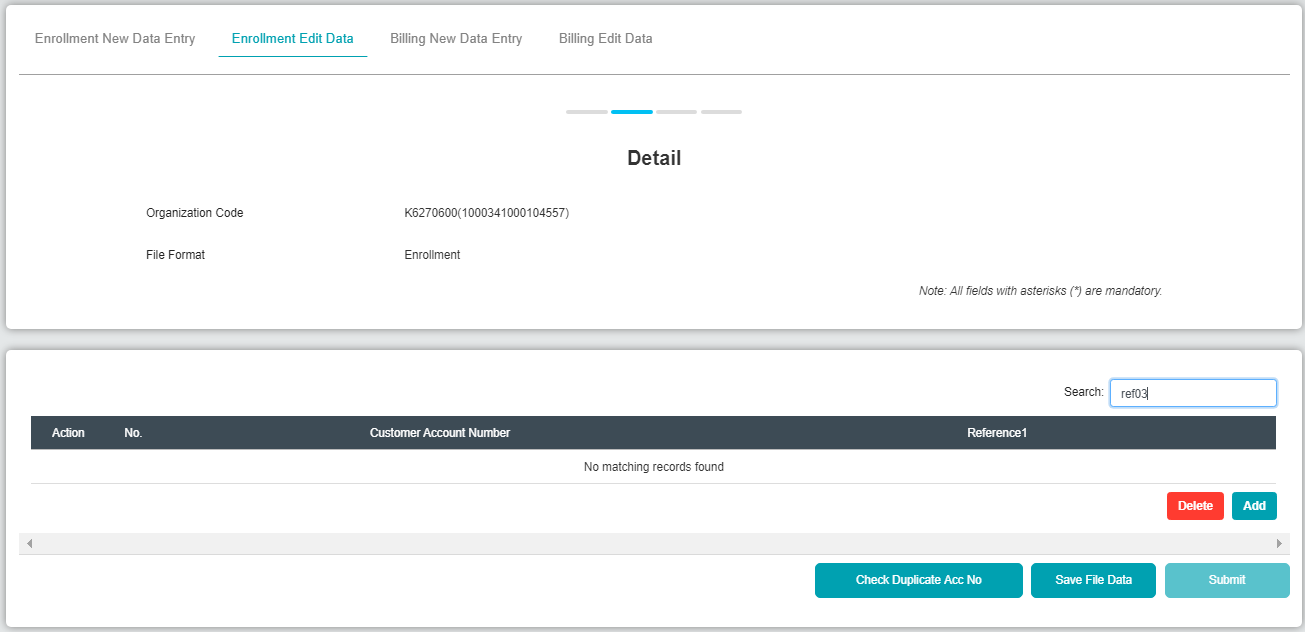 Enrollment New Data Entry Enrollment Edit Data Billing New Data Entry Billing Edit Data
Detail
Organization Code K6270600(1000341000104557)
File Format Enrollment
Note: All fields with asterisks (*) are mandatory.
Search: ref03
Action No. Customer Account Number Reference1
No matching records found
Delete Add
Check Duplicate Acc No Save File Data Submit